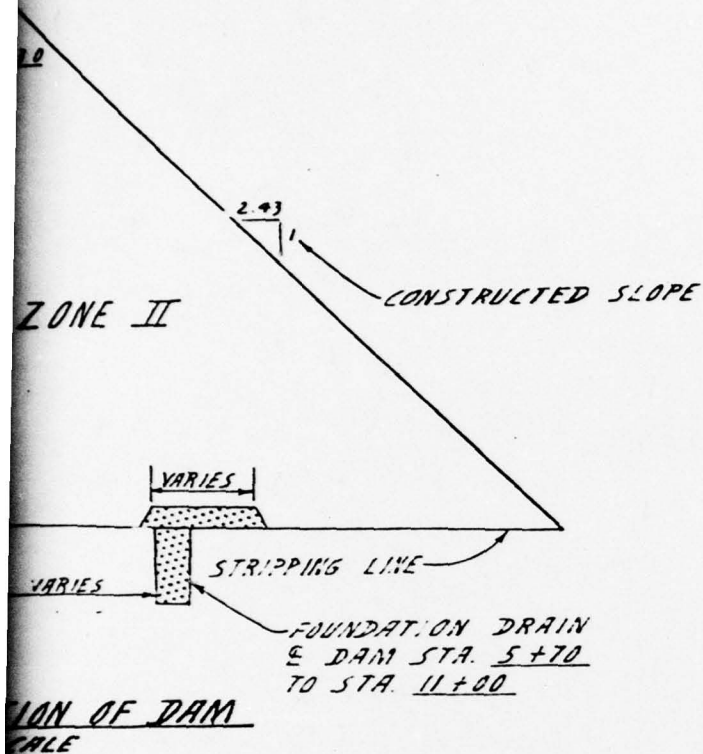 2.43
1
CONSTRUCTED SLOPE
ZONE II
VARIES
STRIPPING LINE
VARIES
FOUNDATION DRAIN
℄ DAM STA. 5+70
TO STA. 11+00
ION OF DAM
CALE